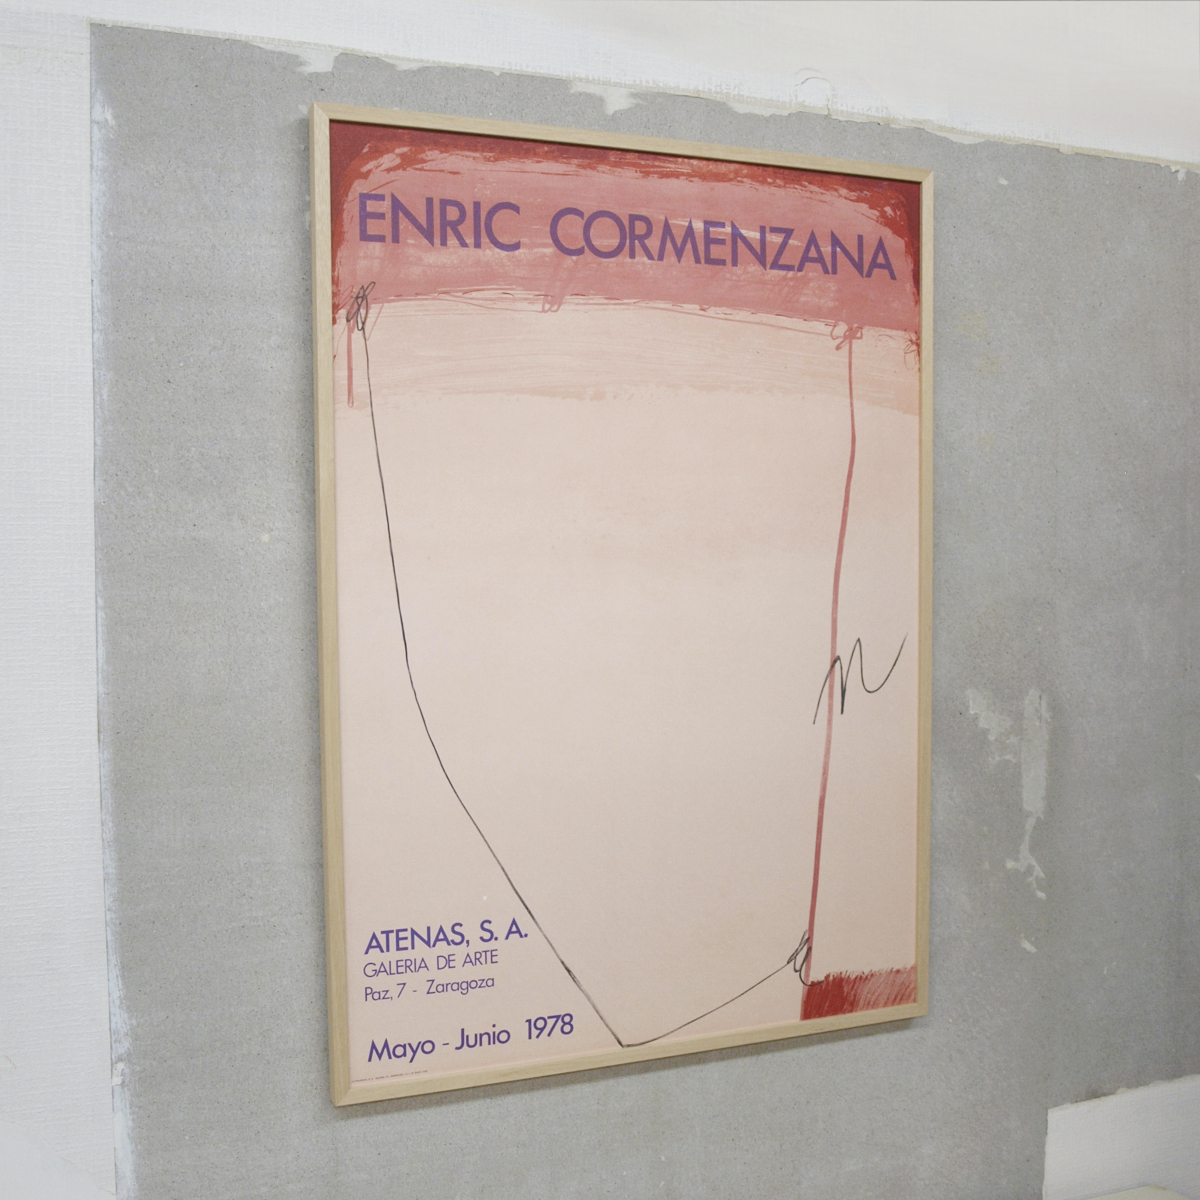 ENRIC CORMENZANA
ATENAS, S. A.
GALERIA DE ARTE
Paz, 7 - Zaragoza
Mayo - Junio 1978